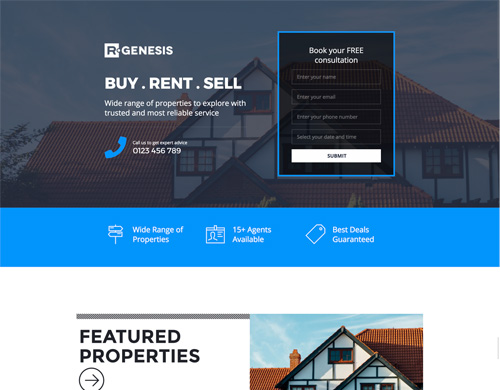 R GENESIS
BUY . RENT . SELL
Wide range of properties to explore with
trusted and most reliable service
Call us to get expert advice
0123 456 789
Book your FREE
consultation
Enter your name
Enter your email
Enter your phone number
Select your date and time
SUBMIT
Wide Range of
Properties
15+ Agents
Available
Best Deals
Guaranteed
FEATURED
PROPERTIES